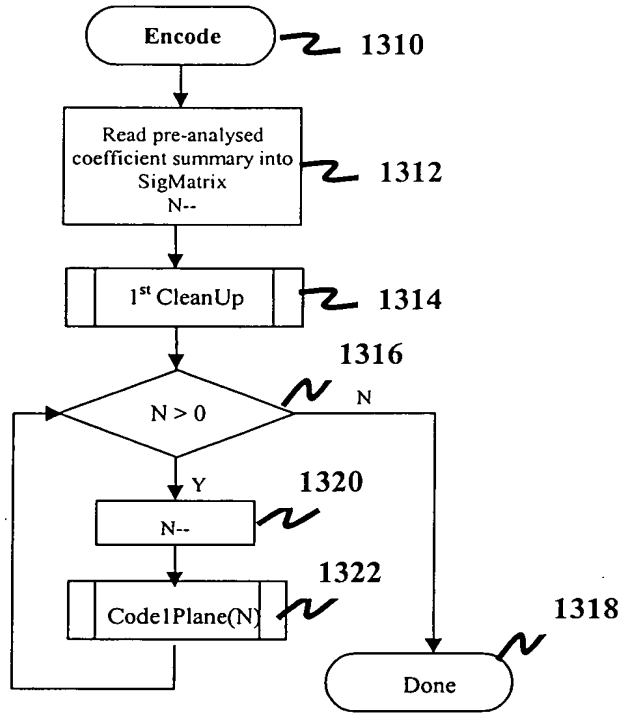 Encode
1310
Read pre-analysed
coefficient summary into
SigMatrix
N--
1312
1st CleanUp
1314
1316
N > 0
N
Y
1320
N--
1322
Code1Plane(N)
1318
Done